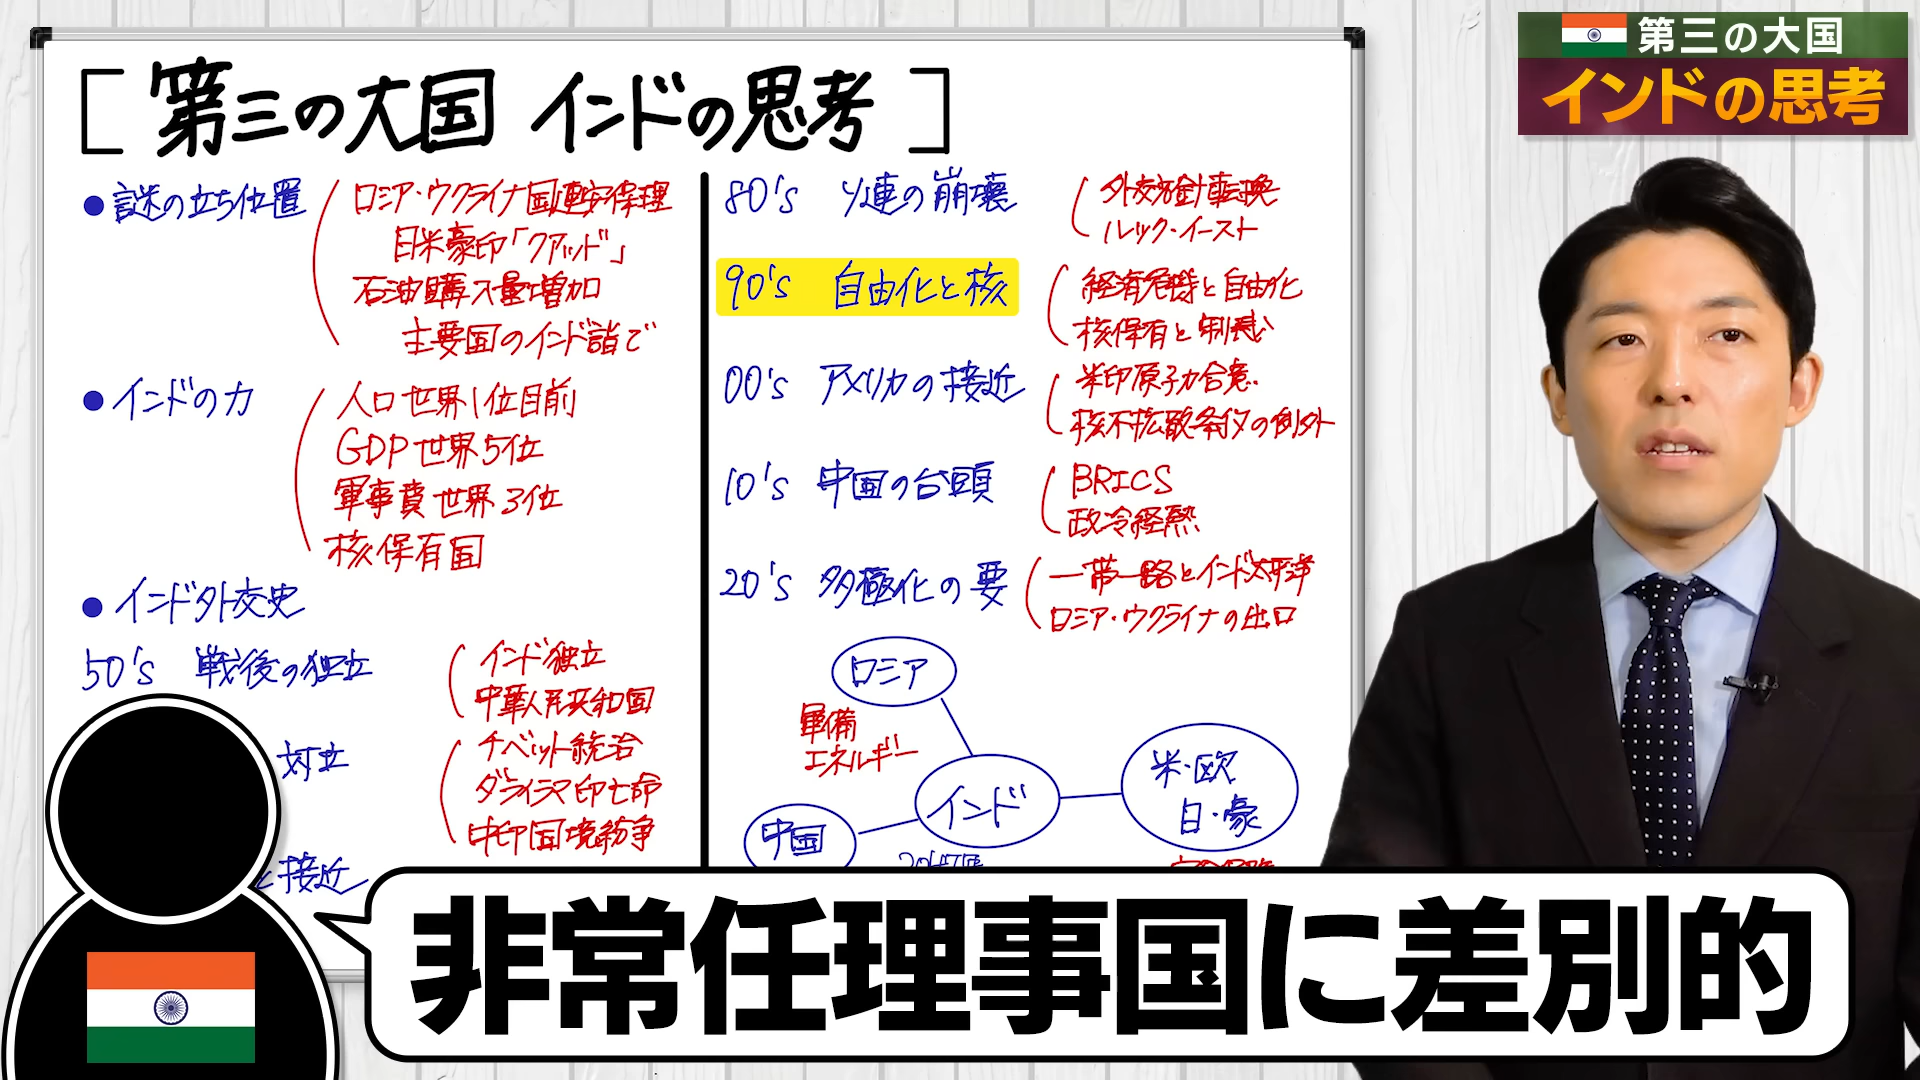 第三の大国
インドの思考
[第三の大国 インドの思考]
●謎の立ち位置
ロシア・ウクライナ国連安保理
日米豪印「クアッド」
石油購入量増加
主要国のインド詣で
●インドの力
人口世界1位目前
GDP世界5位
軍事費世界3位
核保有国
●インド外交史
50's 戦後の独立
インド独立
中華人民共和国
対立
チベット統治
ダライラマ印亡命
中印国境紛争
と接近
80's ソ連の崩壊
外交方針転換
ルック・イースト
90's 自由化と核
経済危機と自由化
核保有と制裁
00's アメリカの接近
米印原子力合意
核不拡散条約の例外
10's 中国の台頭
BRICS
政冷経熱
20's 多極化の要
一帯一路とインド太平洋
ロシア・ウクライナの出口
ロシア
軍備
エネルギー
インド
米・欧
日・豪
中国
非常任理事国に差別的